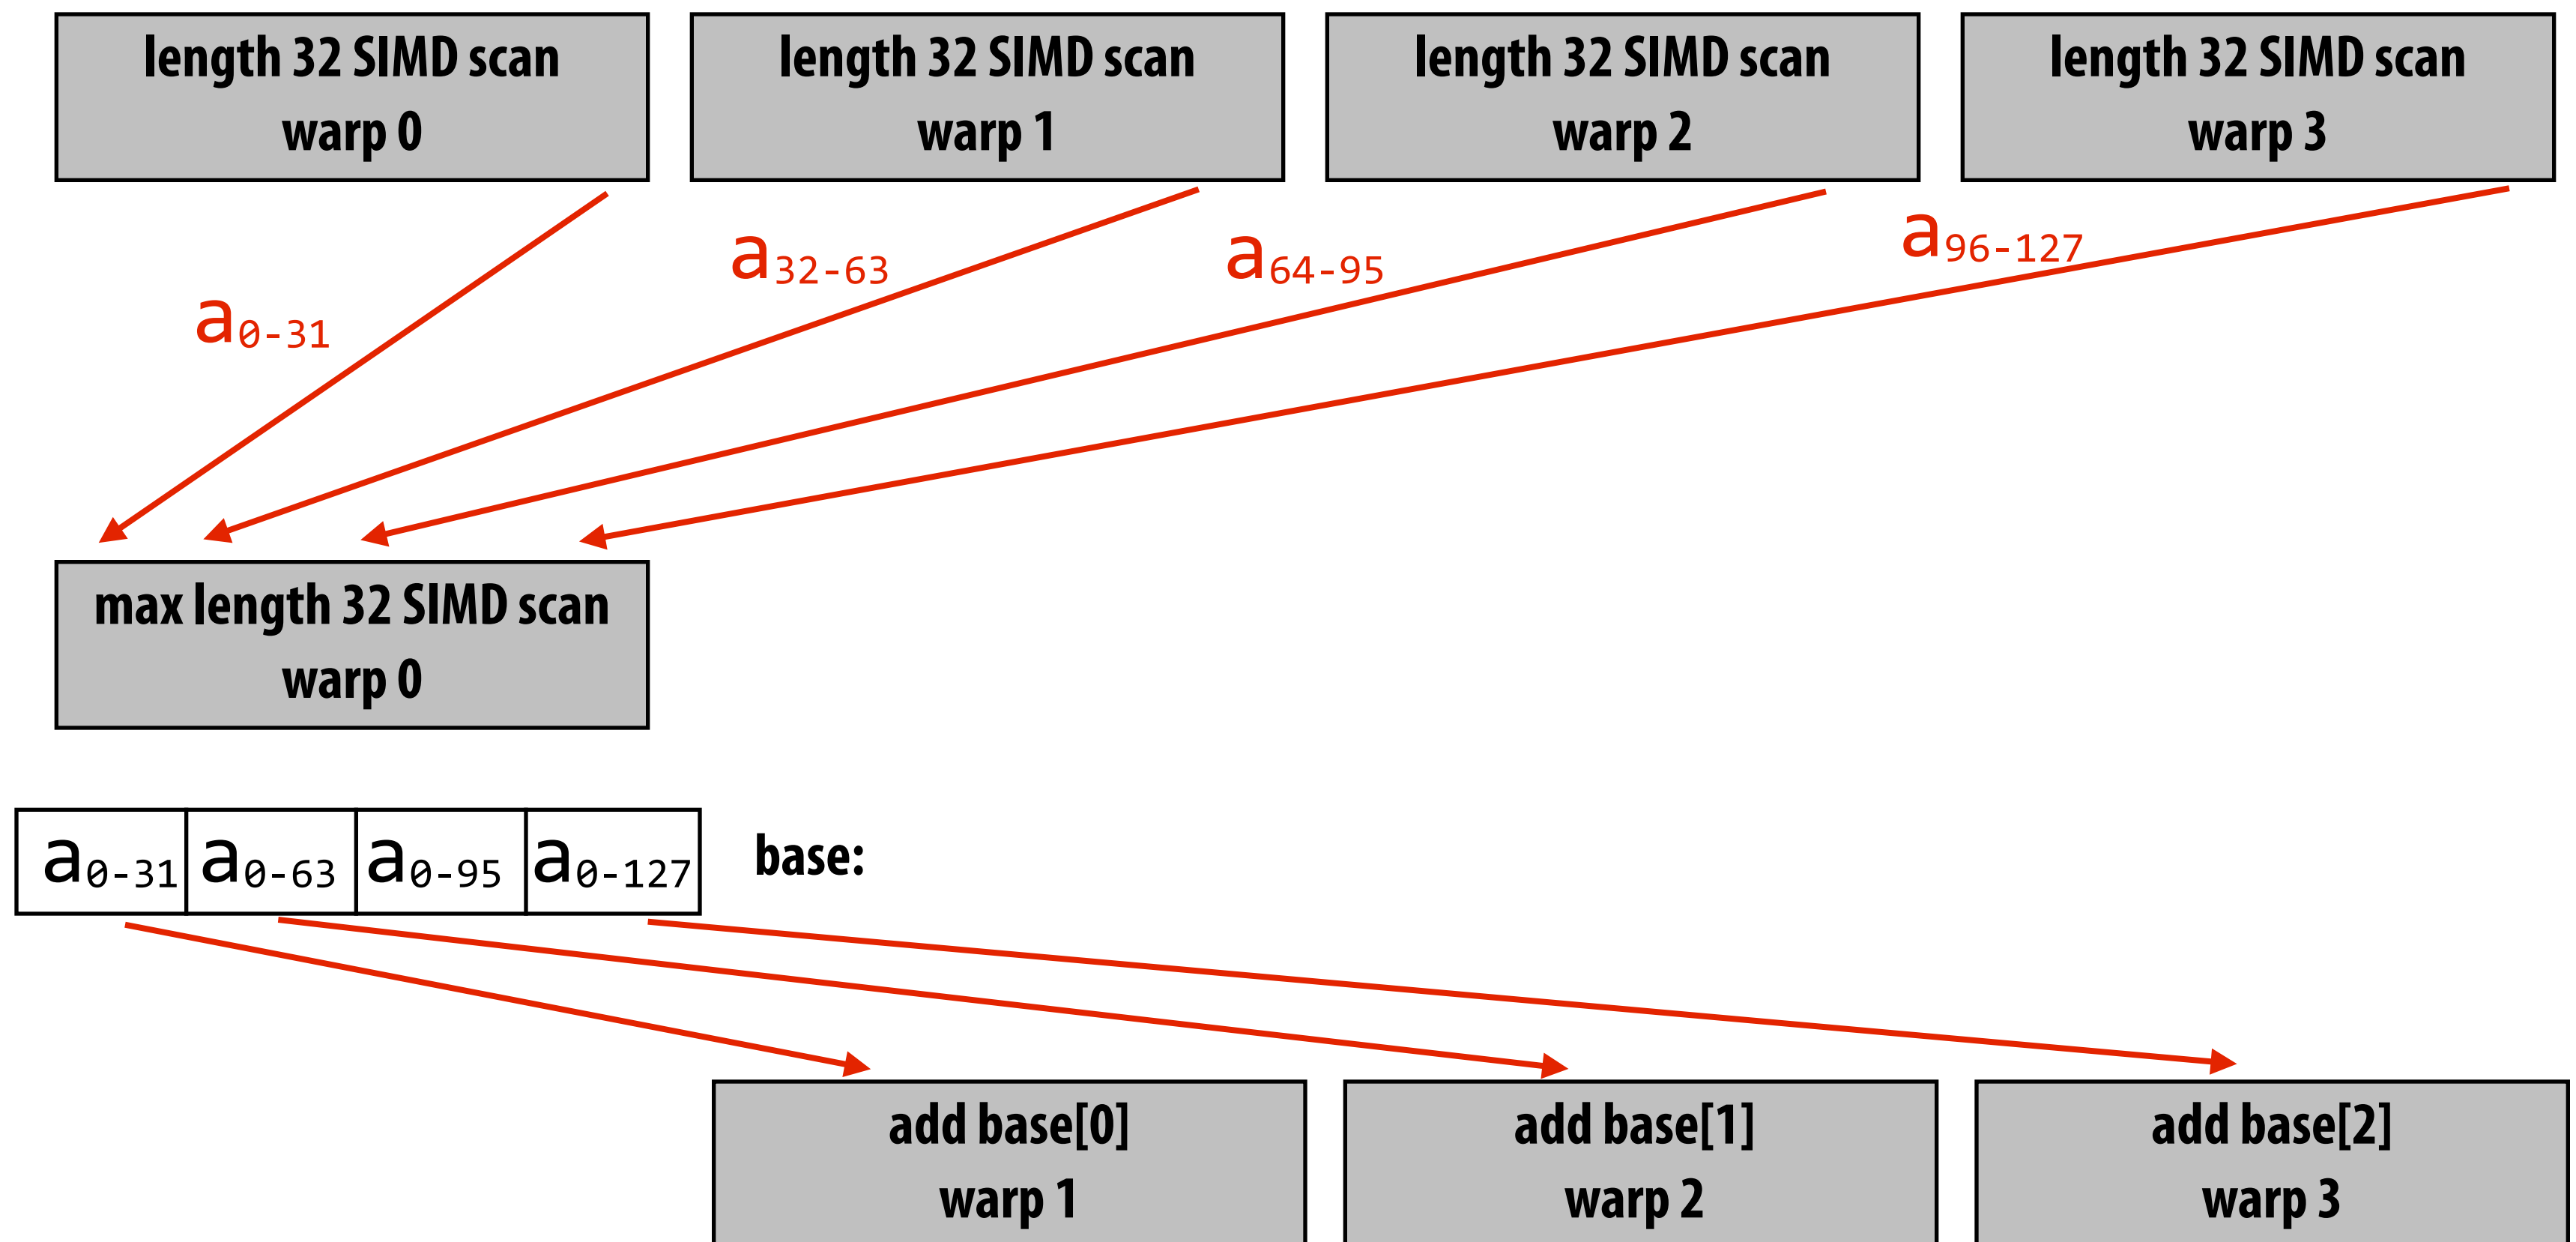 length 32 SIMD scan
warp 0
length 32 SIMD scan
warp 1
length 32 SIMD scan
warp 2
length 32 SIMD scan
warp 3
a0-31
a32-63
a64-95
a96-127
max length 32 SIMD scan
warp 0
a0-31 a0-63 a0-95 a0-127 base:
add base[0]
warp 1
add base[1]
warp 2
add base[2]
warp 3